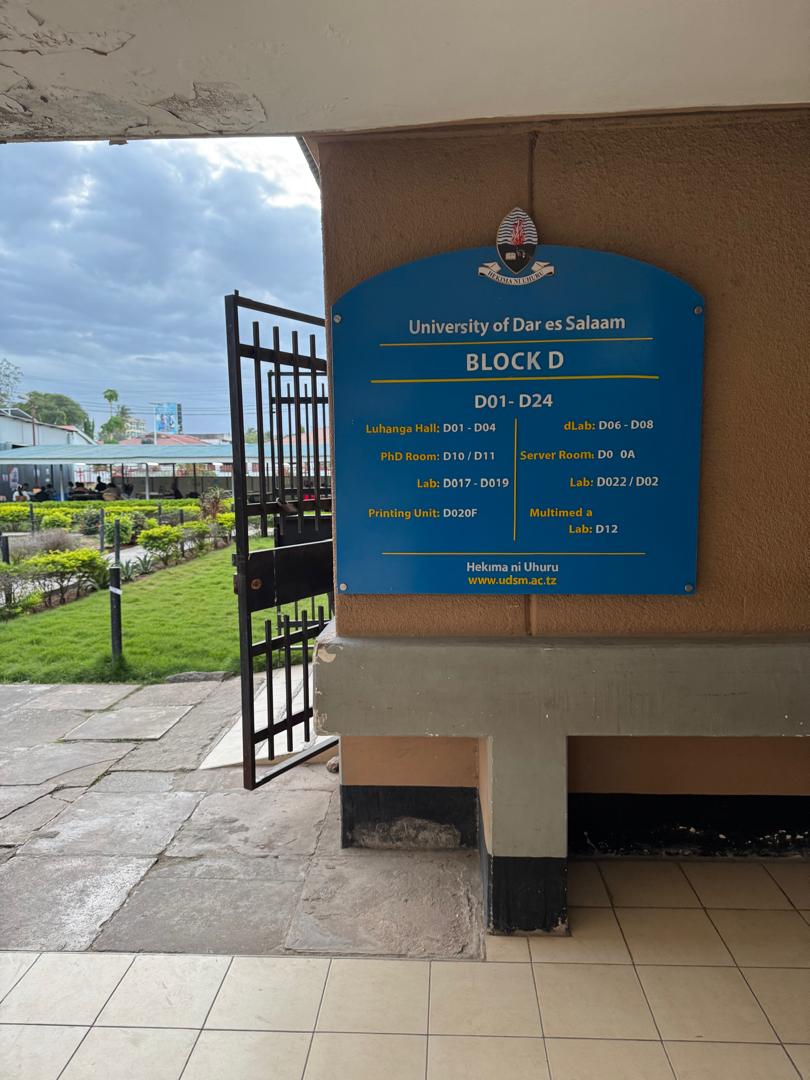 HEKIMA NI UHURU
University of Dar es Salaam
BLOCK D
D01- D24
Luhanga Hall: D01 - D04
PhD Room: D10 / D11
Lab: D017 - D019
Printing Unit: D020F
dLab: D06 - D08
Server Room: D0 0A
Lab: D022 / D02
Multimed a
Lab: D12
Hekima ni Uhuru
www.udsm.ac.tz